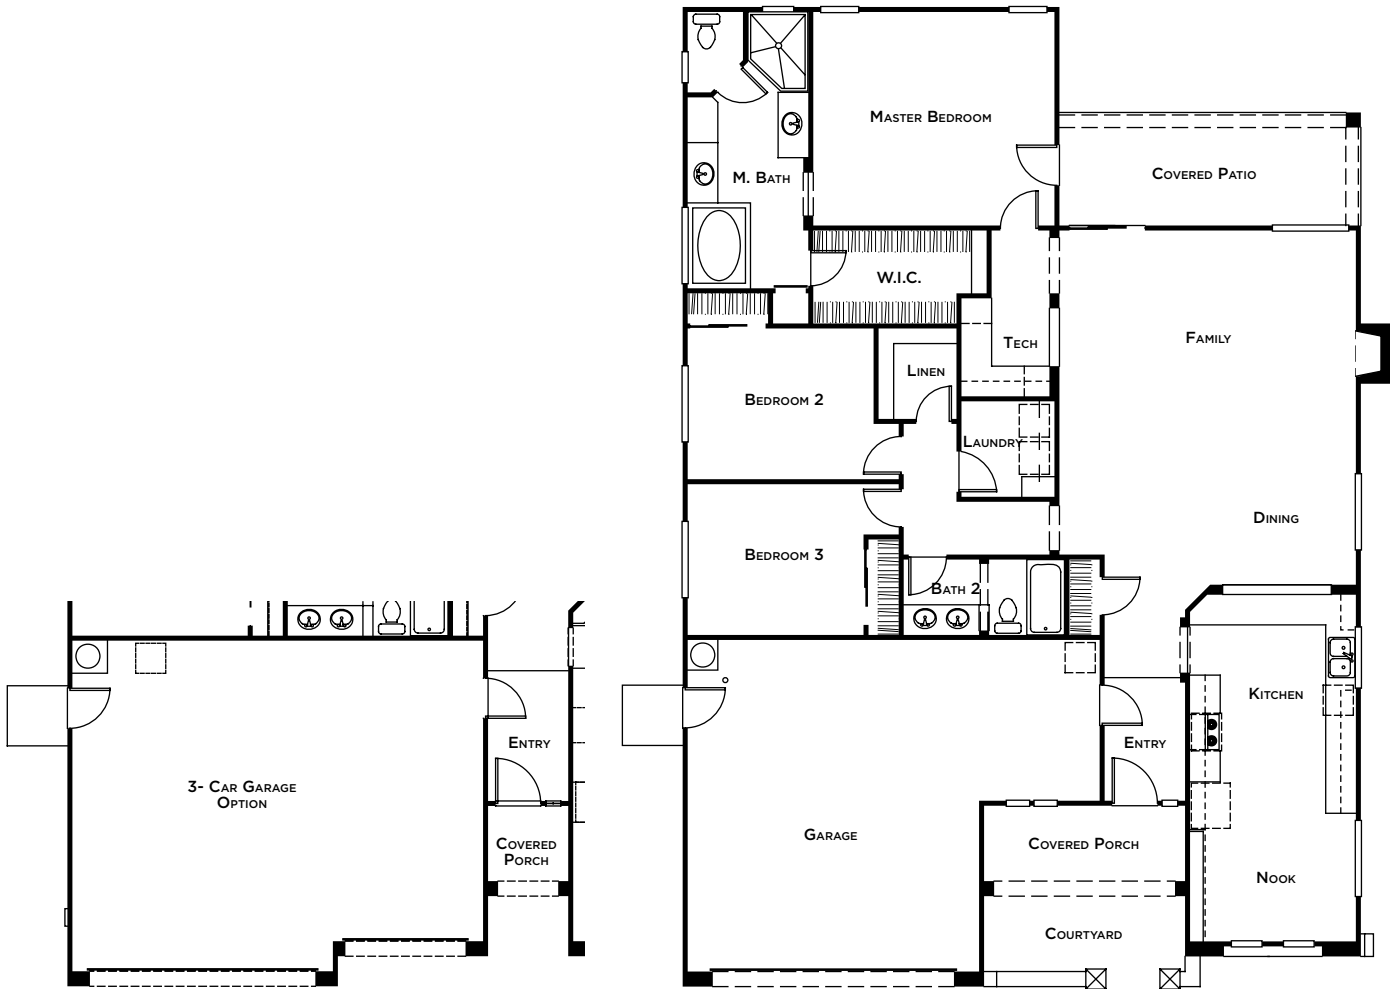 Master Bedroom
Covered Patio
M. Bath
W.I.C.
Family
Tech
Linen
Bedroom 2
Laundry
Dining
Bedroom 3
Bath 2
Kitchen
Entry
Entry
3- Car Garage
Option
Garage
Covered Porch
Covered
Porch
Nook
Courtyard